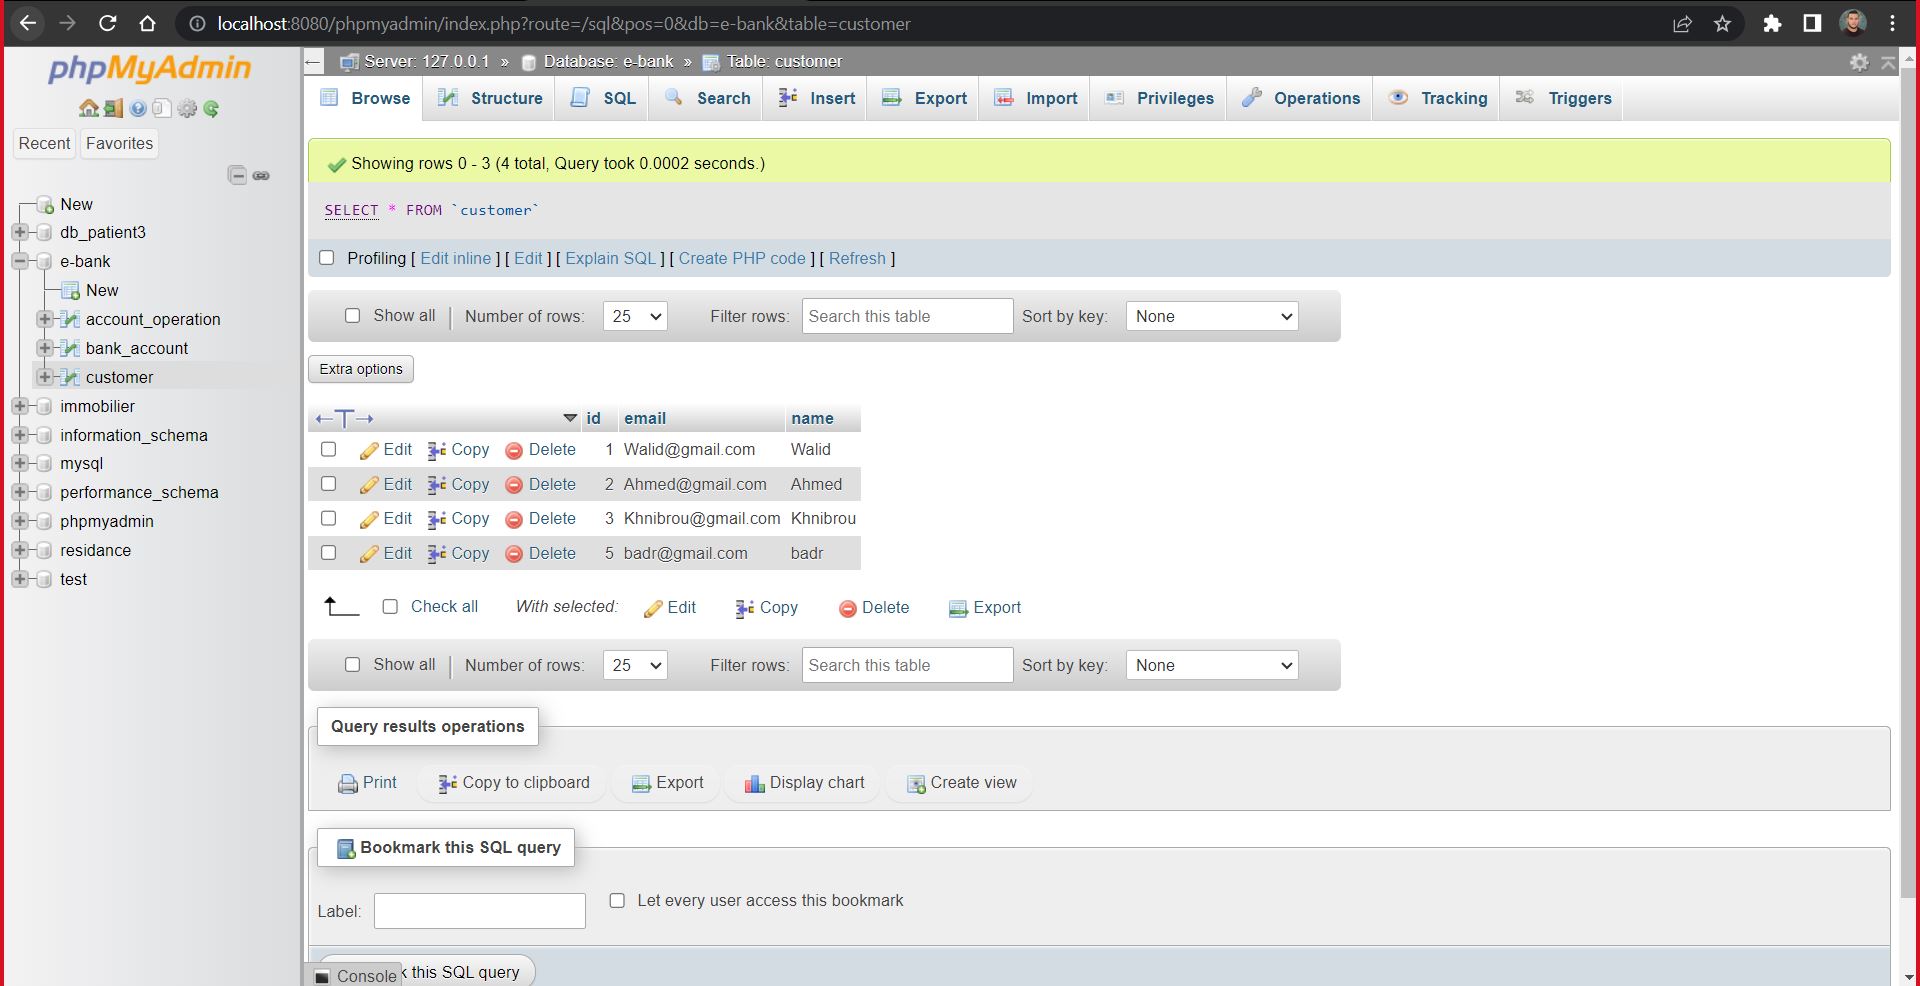 localhost:8080/phpmyadmin/index.php?route=/sql&pos=0&db=e-bank&table=customer
phpMyAdmin
Recent Favorites
New
db_patient3
e-bank
New
account_operation
bank_account
customer
immobilier
information_schema
mysql
performance_schema
phpmyadmin
residance
test
Server: 127.0.0.1 » Database: e-bank » Table: customer
Browse Structure SQL Search Insert Export Import Privileges Operations Tracking Triggers
Showing rows 0 - 3 (4 total, Query took 0.0002 seconds.)
SELECT * FROM `customer`
Profiling [ Edit inline ] [ Edit ] [ Explain SQL ] [ Create PHP code ] [ Refresh ]
Show all Number of rows: 25 Filter rows: Search this table Sort by key: None
Extra options
id email name
Edit Copy Delete 1 Walid@gmail.com Walid
Edit Copy Delete 2 Ahmed@gmail.com Ahmed
Edit Copy Delete 3 Khnibrou@gmail.com Khnibrou
Edit Copy Delete 5 badr@gmail.com badr
Check all With selected: Edit Copy Delete Export
Show all Number of rows: 25 Filter rows: Search this table Sort by key: None
Query results operations
Print Copy to clipboard Export Display chart Create view
Bookmark this SQL query
Label: Let every user access this bookmark
Console k this SQL query